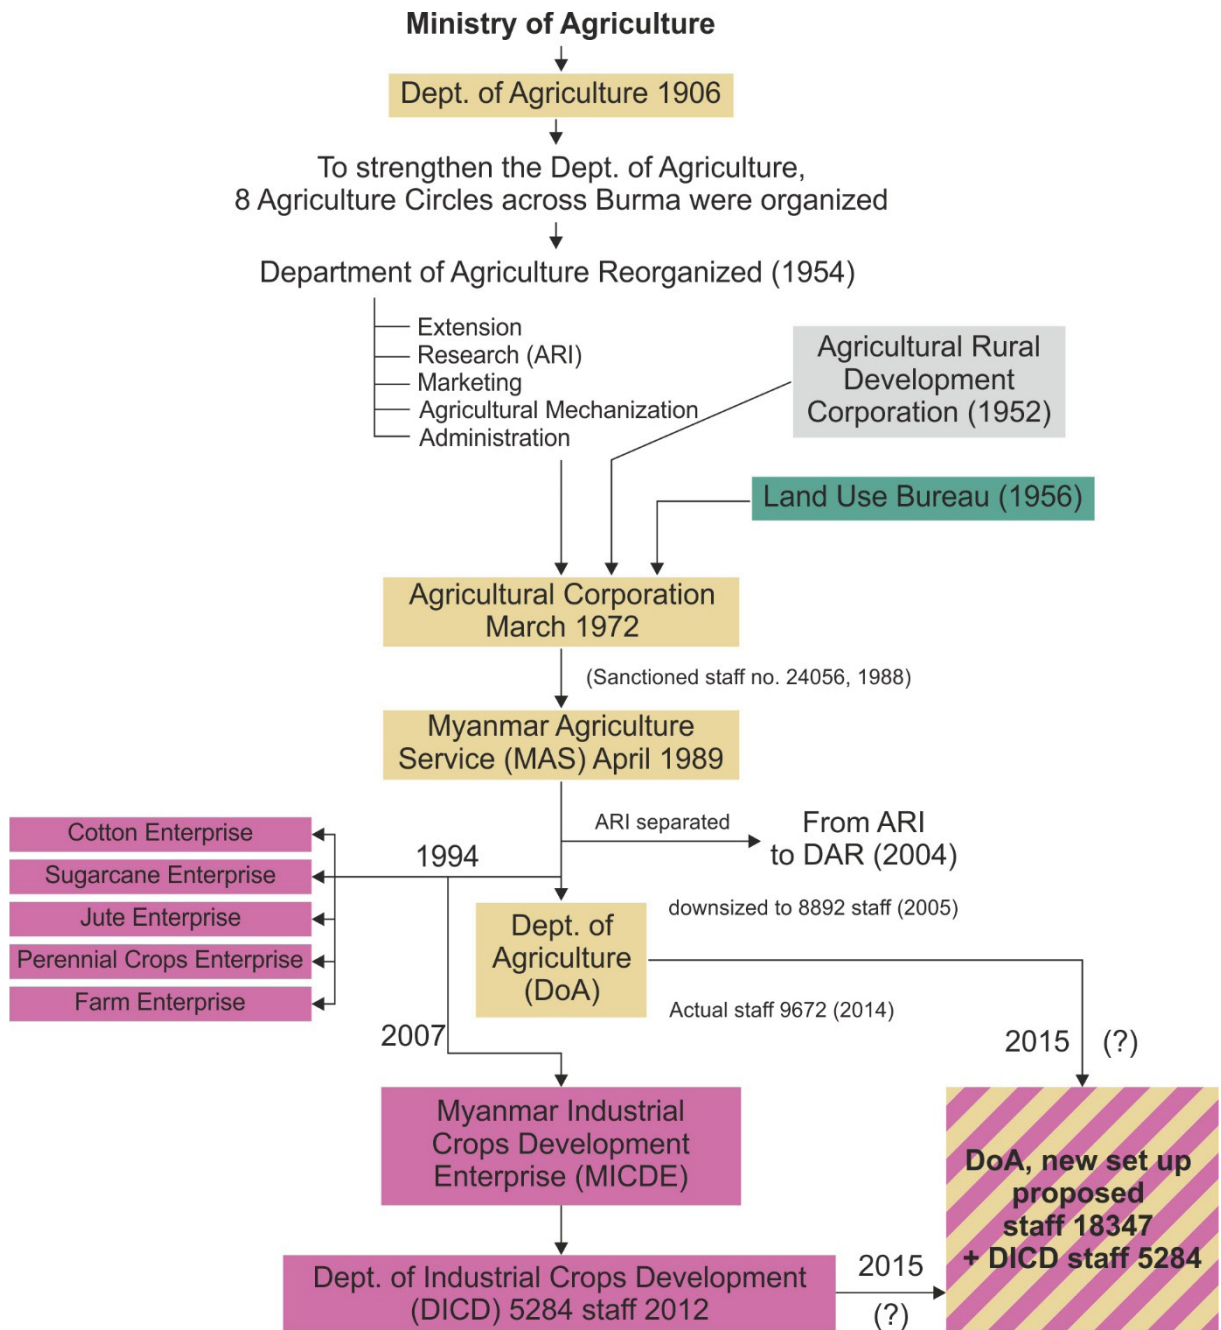 Ministry of Agriculture
Dept. of Agriculture 1906
To strengthen the Dept. of Agriculture,
8 Agriculture Circles across Burma were organized
Department of Agriculture Reorganized (1954)
Extension
Research (ARI)
Marketing
Agricultural Mechanization
Administration
Agricultural Rural
Development
Corporation (1952)
Land Use Bureau (1956)
Agricultural Corporation
March 1972
(Sanctioned staff no. 24056, 1988)
Myanmar Agriculture
Service (MAS) April 1989
ARI separated
From ARI
to DAR (2004)
1994
Cotton Enterprise
Sugarcane Enterprise
Jute Enterprise
Perennial Crops Enterprise
Farm Enterprise
downsized to 8892 staff (2005)
Dept. of
Agriculture
(DoA)
Actual staff 9672 (2014)
2007
2015 (?)
Myanmar Industrial
Crops Development
Enterprise (MICDE)
DoA, new set up
proposed
staff 18347
+ DICD staff 5284
Dept. of Industrial Crops Development
(DICD) 5284 staff 2012
2015
(?)